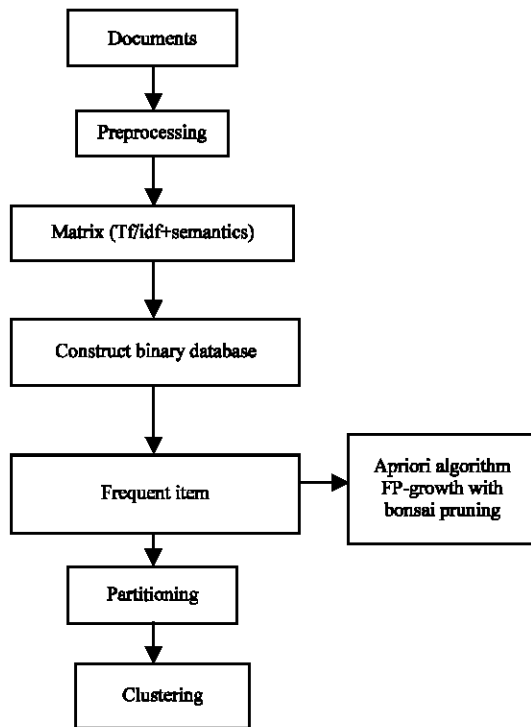 Documents
Preprocessing
Matrix (Tf/idf+semantics)
Construct binary database
Frequent item
Apriori algorithm
FP-growth with
bonsai pruning
Partitioning
Clustering